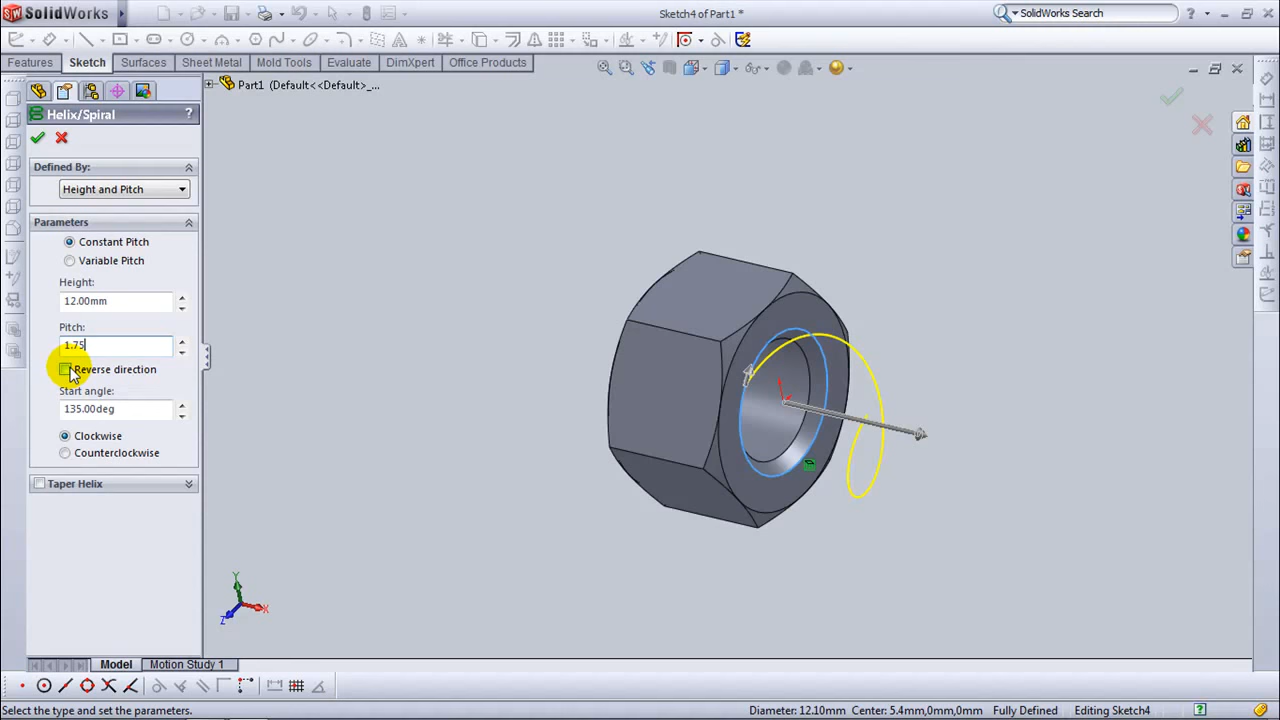 SW SolidWorks
Sketch4 of Part1 *
SolidWorks Search
?
Features Sketch Surfaces Sheet Metal Mold Tools Evaluate DimXpert Office Products
Part1 (Default<<Default>_...
Helix/Spiral ?
Defined By:
Height and Pitch
Parameters
Constant Pitch
Variable Pitch
Height:
12.00mm
Pitch:
1.75
Reverse direction
Start angle:
135.00deg
Clockwise
Counterclockwise
Taper Helix
Y
X
Z
Model Motion Study 1
Select the type and set the parameters. Diameter: 12.10mm Center: 5.4mm,0mm,0mm Fully Defined Editing Sketch4 ?